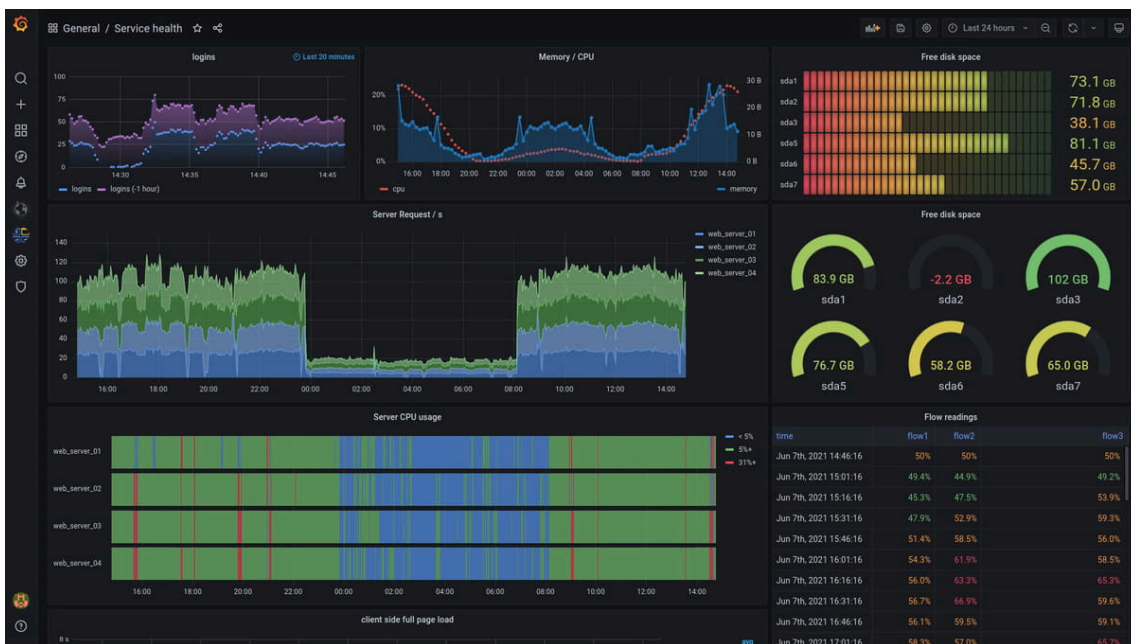 General / Service health
Last 24 hours
logins
Last 20 minutes
100
75
50
25
0
14:30 14:35 14:40 14:45
logins logins (-1 hour)
Memory / CPU
20%
10%
0%
30 B
20 B
10 B
0 B
16:00 18:00 20:00 22:00 00:00 02:00 04:00 06:00 08:00 10:00 12:00 14:00
cpu
memory
Free disk space
sda1 73.1 GB
sda2 71.8 GB
sda3 38.1 GB
sda5 81.1 GB
sda6 45.7 GB
sda7 57.0 GB
Server Request / s
140
120
100
80
60
40
20
0
16:00 18:00 20:00 22:00 00:00 02:00 04:00 06:00 08:00 10:00 12:00 14:00
web_server_01
web_server_02
web_server_03
web_server_04
Free disk space
83.9 GB
sda1
-2.2 GB
sda2
102 GB
sda3
76.7 GB
sda5
58.2 GB
sda6
65.0 GB
sda7
Server CPU usage
web_server_01
web_server_02
web_server_03
web_server_04
16:00 18:00 20:00 22:00 00:00 02:00 04:00 06:00 08:00 10:00 12:00 14:00
< 5%
5%+
31%+
Flow readings
time flow1 flow2 flow3
Jun 7th, 2021 14:46:16 50% 50% 50%
Jun 7th, 2021 15:01:16 49.4% 44.9% 49.2%
Jun 7th, 2021 15:16:16 45.3% 47.5% 53.9%
Jun 7th, 2021 15:31:16 47.9% 52.9% 59.3%
Jun 7th, 2021 15:46:16 51.4% 58.5% 56.0%
Jun 7th, 2021 16:01:16 54.3% 61.9% 58.5%
Jun 7th, 2021 16:16:16 56.0% 63.3% 65.3%
Jun 7th, 2021 16:31:16 56.7% 66.9% 59.6%
Jun 7th, 2021 16:46:16 56.1% 59.5% 59.1%
Jun 7th, 2021 17:01:16 58.3% 57.0% 65.7%
client side full page load
avg